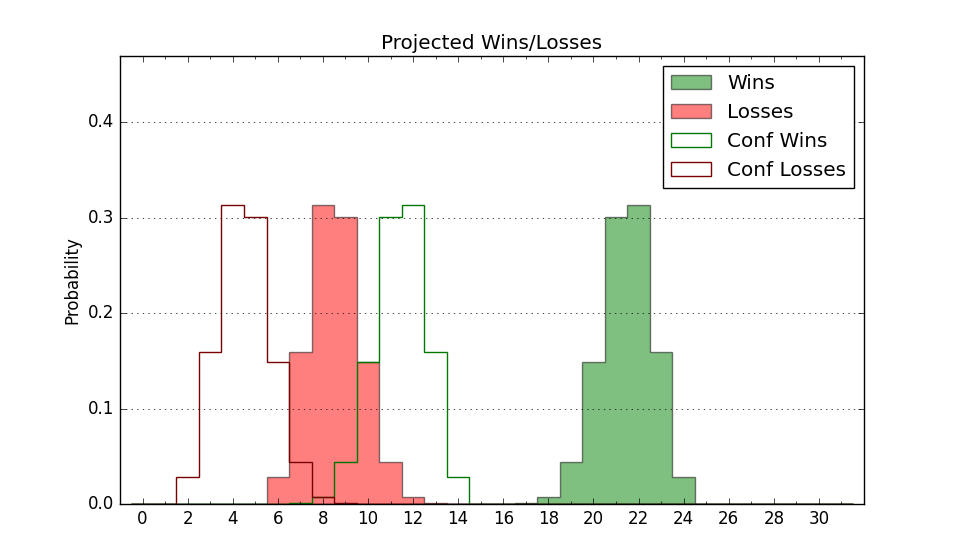 Projected Wins/Losses
Wins
Losses
Conf Wins
Conf Losses
Probability
0.4
0.3
0.2
0.1
0.0
0 2 4 6 8 10 12 14 16 18 20 22 24 26 28 30